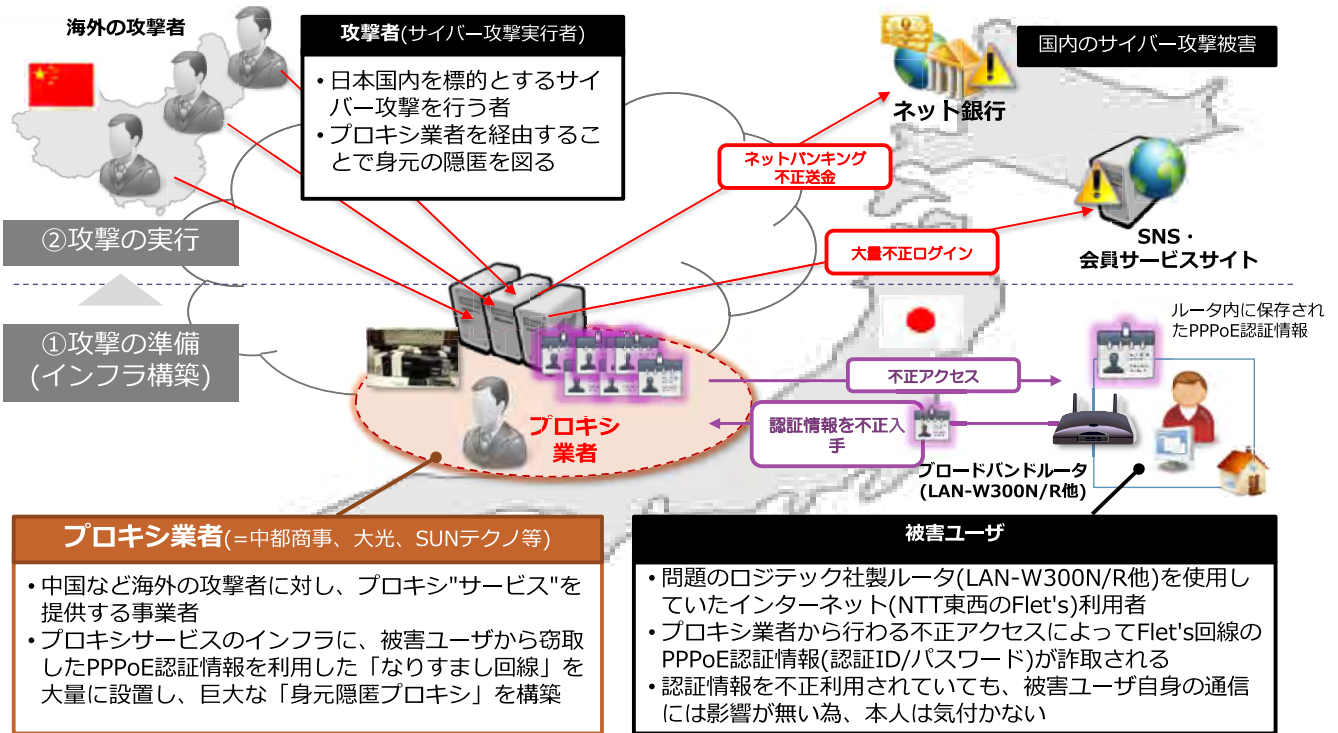 海外の攻撃者
攻撃者(サイバー攻撃実行者)
・日本国内を標的とするサイ
バー攻撃を行う者
・プロキシ業者を経由するこ
とで身元の隠匿を図る
国内のサイバー攻撃被害
ネット銀行
ネットバンキング
不正送金
大量不正ログイン
SNS・
会員サービスサイト
②攻撃の実行
①攻撃の準備
(インフラ構築)
ルータ内に保存され
たPPPoE認証情報
不正アクセス
認証情報を不正入
手
プロキシ
業者
ブロードバンドルータ
(LAN-W300N/R他)
プロキシ業者(=中都商事、大光、SUNテクノ等)
・中国など海外の攻撃者に対し、プロキシ"サービス"を
提供する事業者
・プロキシサービスのインフラに、被害ユーザから窃取
したPPPoE認証情報を利用した「なりすまし回線」を
大量に設置し、巨大な「身元隠匿プロキシ」を構築
被害ユーザ
・問題のロジテック社製ルータ(LAN-W300N/R他)を使用し
ていたインターネット(NTT東西のFlet's)利用者
・プロキシ業者から行わる不正アクセスによってFlet's回線の
PPPoE認証情報(認証ID/パスワード)が詐取される
・認証情報を不正利用されていても、被害ユーザ自身の通信
には影響が無い為、本人は気付かない